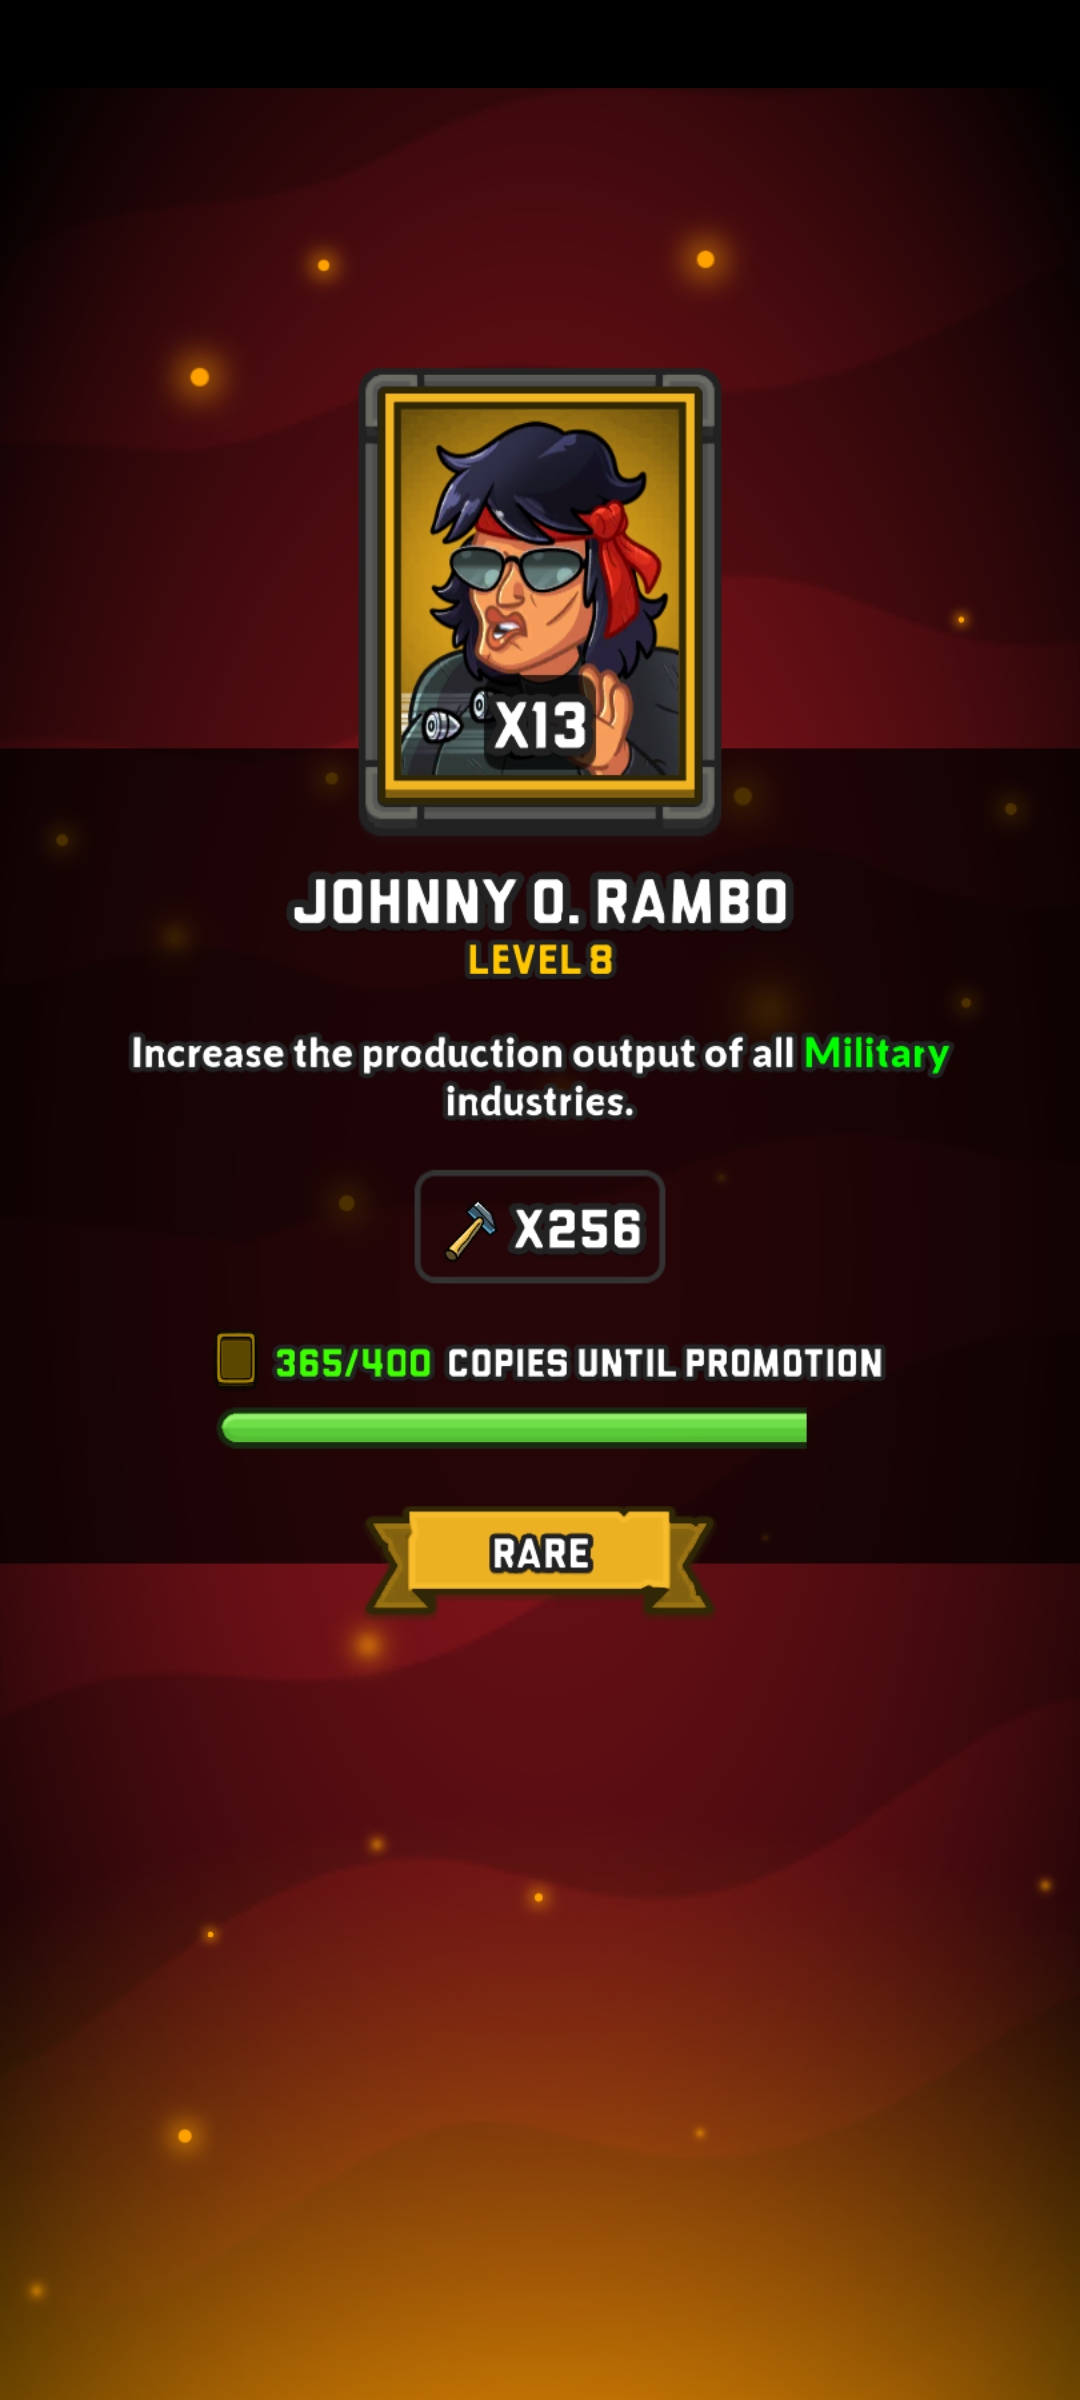 X13
JOHNNY O. RAMBO
LEVEL 8
Increase the production output of all Military
industries.
X256
365/400 COPIES UNTIL PROMOTION
RARE